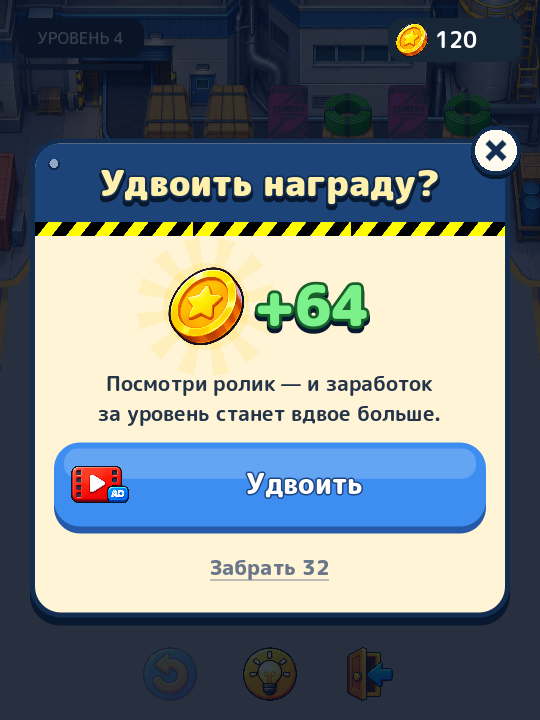 УРОВЕНЬ 4
120
Удвоить награду?
+64
Посмотри ролик — и заработок
за уровень станет вдвое больше.
AD
Удвоить
Забрать 32